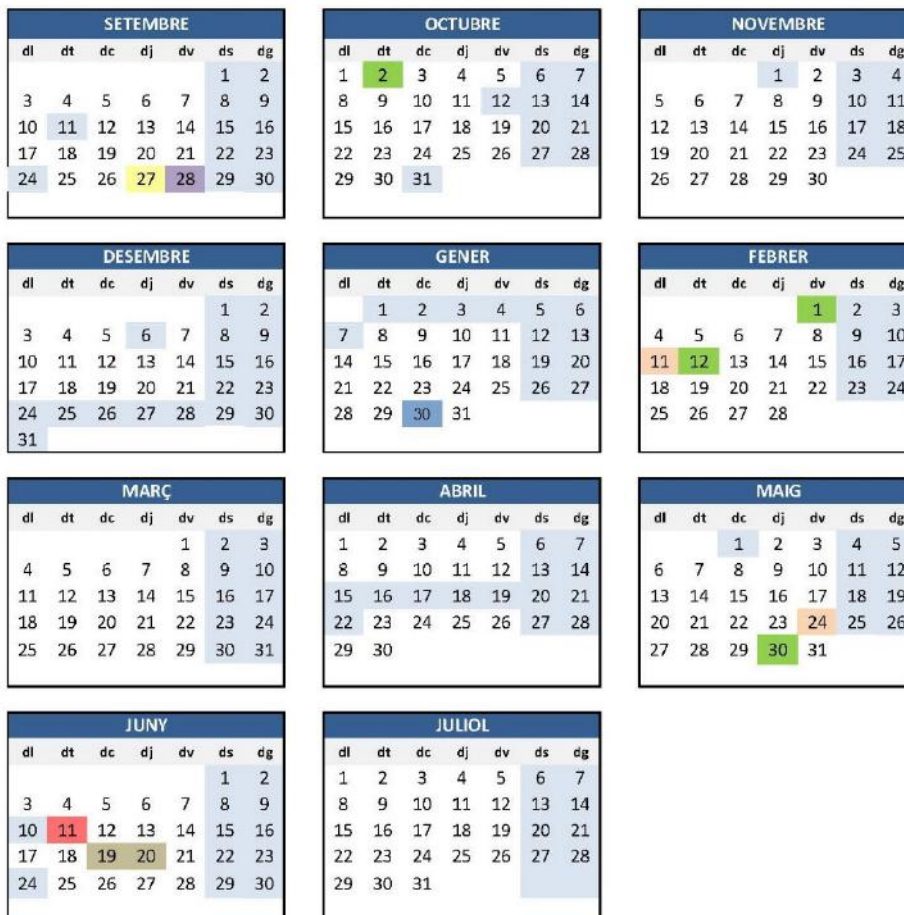 SETEMBRE
dl dt dc dj dv ds dg
1 2
3 4 5 6 7 8 9
10 11 12 13 14 15 16
17 18 19 20 21 22 23
24 25 26 27 28 29 30
OCTUBRE
dl dt dc dj dv ds dg
1 2 3 4 5 6 7
8 9 10 11 12 13 14
15 16 17 18 19 20 21
22 23 24 25 26 27 28
29 30 31
NOVEMBRE
dl dt dc dj dv ds dg
1 2 3 4
5 6 7 8 9 10 11
12 13 14 15 16 17 18
19 20 21 22 23 24 25
26 27 28 29 30
DESEMBRE
dl dt dc dj dv ds dg
1 2
3 4 5 6 7 8 9
10 11 12 13 14 15 16
17 18 19 20 21 22 23
24 25 26 27 28 29 30
31
GENER
dl dt dc dj dv ds dg
1 2 3 4 5 6
7 8 9 10 11 12 13
14 15 16 17 18 19 20
21 22 23 24 25 26 27
28 29 30 31
FEBRER
dl dt dc dj dv ds dg
1 2 3
4 5 6 7 8 9 10
11 12 13 14 15 16 17
18 19 20 21 22 23 24
25 26 27 28
MARÇ
dl dt dc dj dv ds dg
1 2 3
4 5 6 7 8 9 10
11 12 13 14 15 16 17
18 19 20 21 22 23 24
25 26 27 28 29 30 31
ABRIL
dl dt dc dj dv ds dg
1 2 3 4 5 6 7
8 9 10 11 12 13 14
15 16 17 18 19 20 21
22 23 24 25 26 27 28
29 30
MAIG
dl dt dc dj dv ds dg
1 2 3 4 5
6 7 8 9 10 11 12
13 14 15 16 17 18 19
20 21 22 23 24 25 26
27 28 29 30 31
JUNY
dl dt dc dj dv ds dg
1 2
3 4 5 6 7 8 9
10 11 12 13 14 15 16
17 18 19 20 21 22 23
24 25 26 27 28 29 30
JULIOL
dl dt dc dj dv ds dg
1 2 3 4 5 6 7
8 9 10 11 12 13 14
15 16 17 18 19 20 21
22 23 24 25 26 27 28
29 30 31